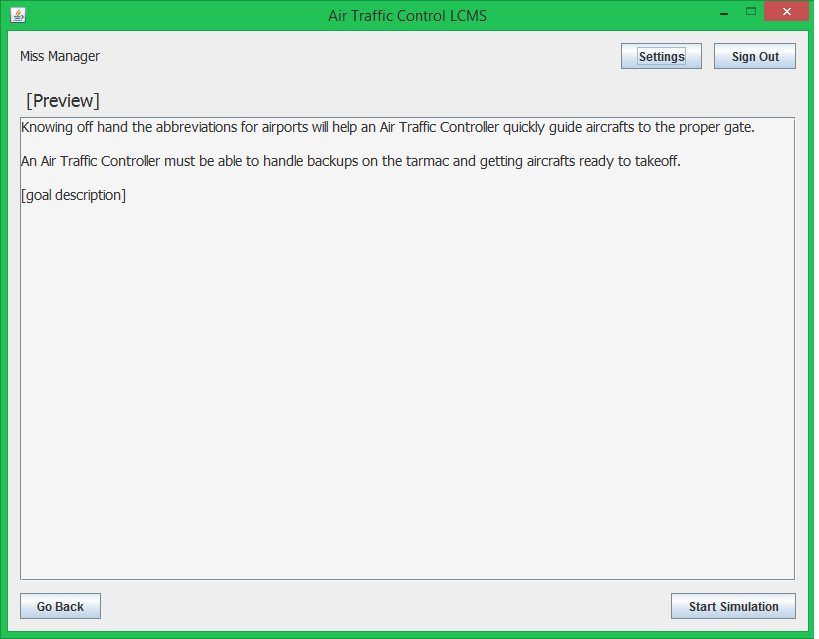 Air Traffic Control LCMS
Miss Manager
Settings
Sign Out
[Preview]
Knowing off hand the abbreviations for airports will help an Air Traffic Controller quickly guide aircrafts to the proper gate.
An Air Traffic Controller must be able to handle backups on the tarmac and getting aircrafts ready to takeoff.
[goal description]
Go Back
Start Simulation